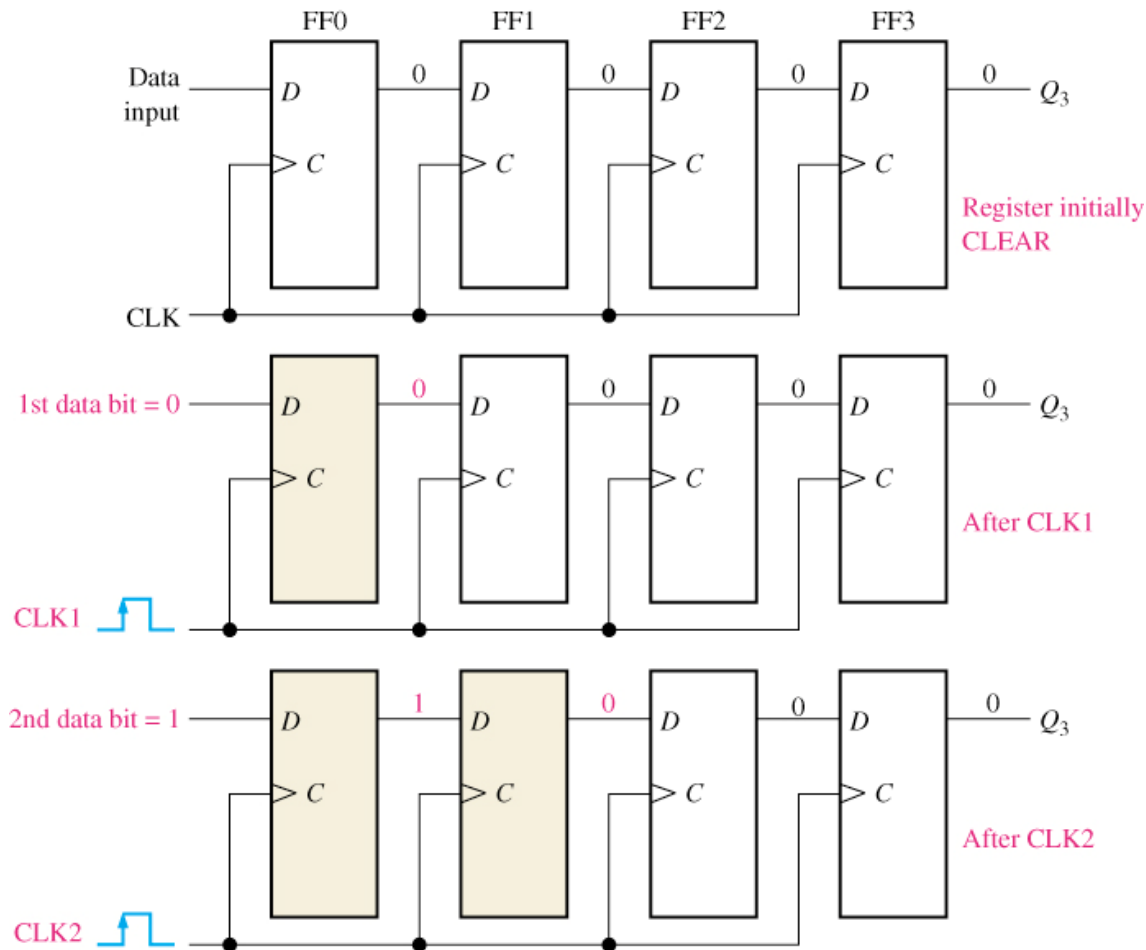 FF0 FF1 FF2 FF3
Data input
0 0 0 0
D D D D Q3
C C C C
Register initially
CLEAR
CLK
1st data bit = 0
0 0 0 0
D D D D Q3
C C C C
After CLK1
CLK1
2nd data bit = 1
1 0 0 0
D D D D Q3
C C C C
After CLK2
CLK2